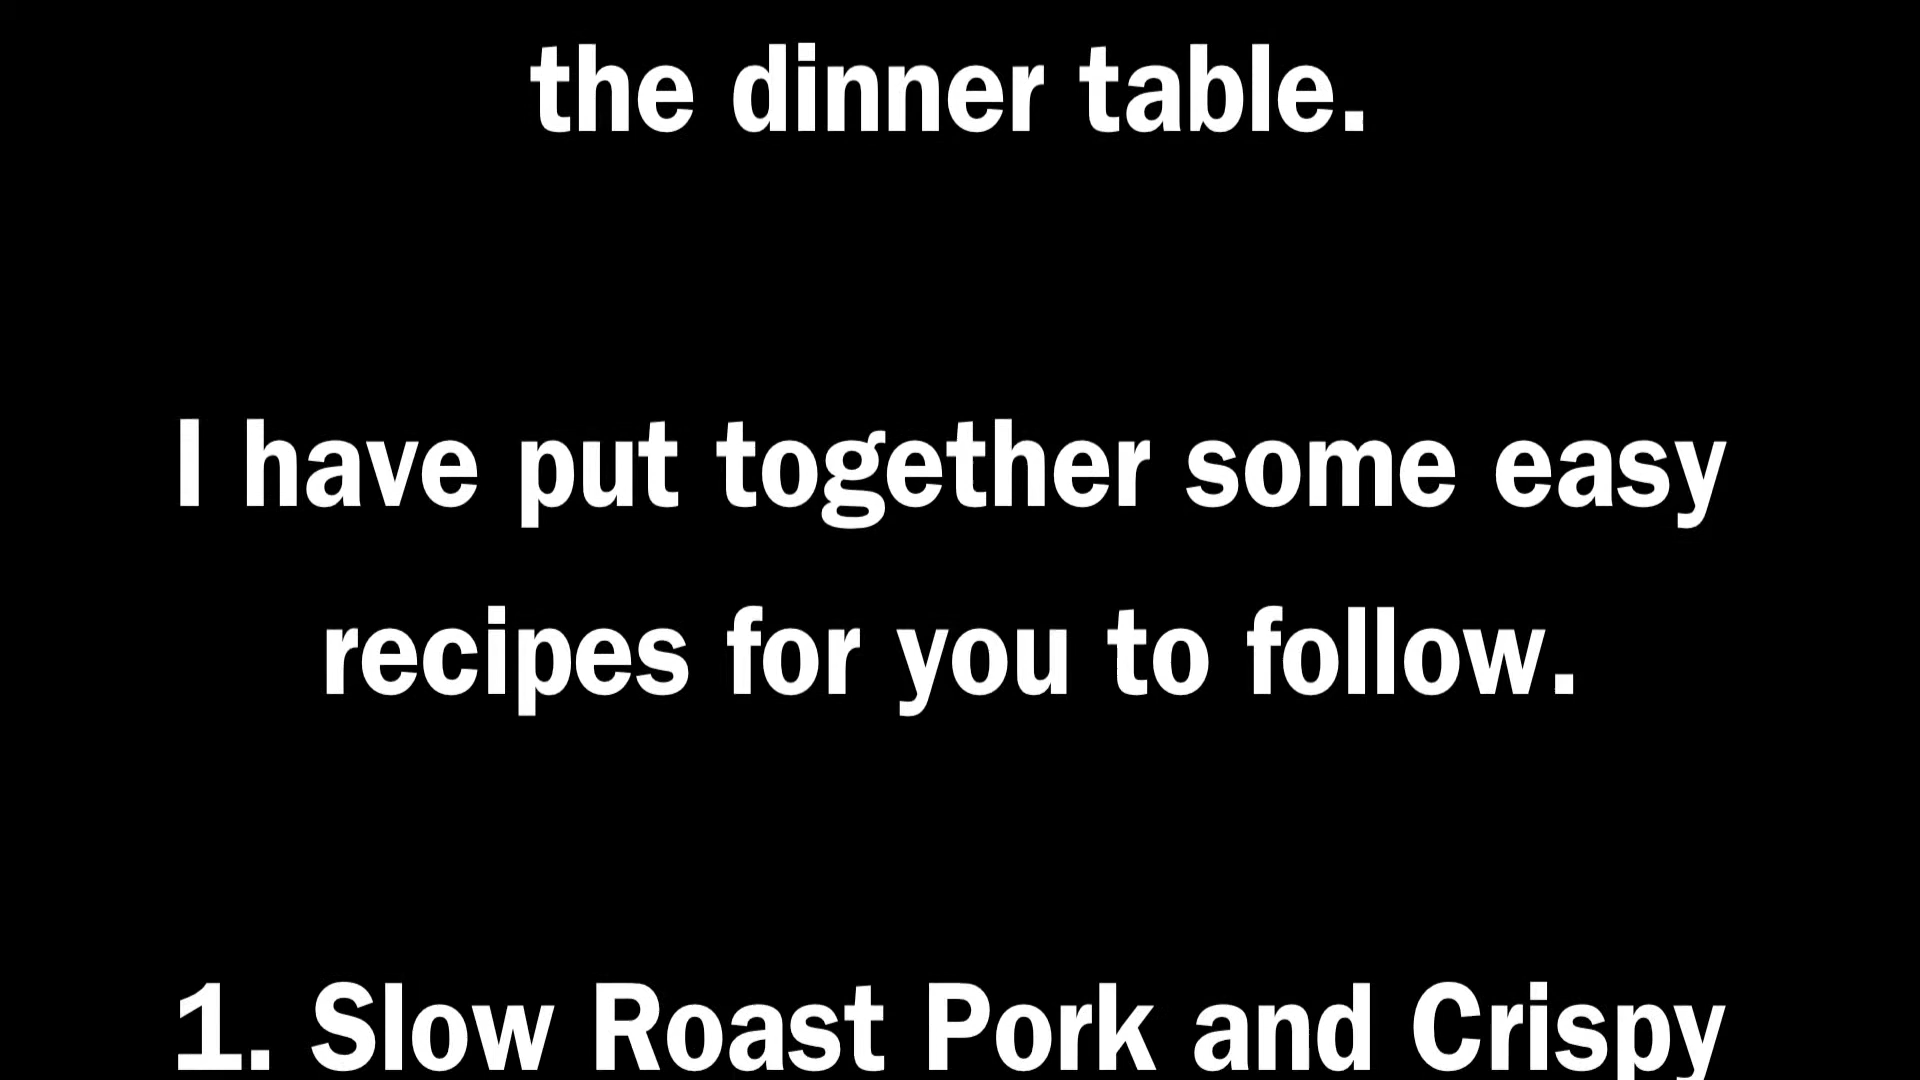 the dinner table.
I have put together some easy
recipes for you to follow.
1. Slow Roast Pork and Crispy